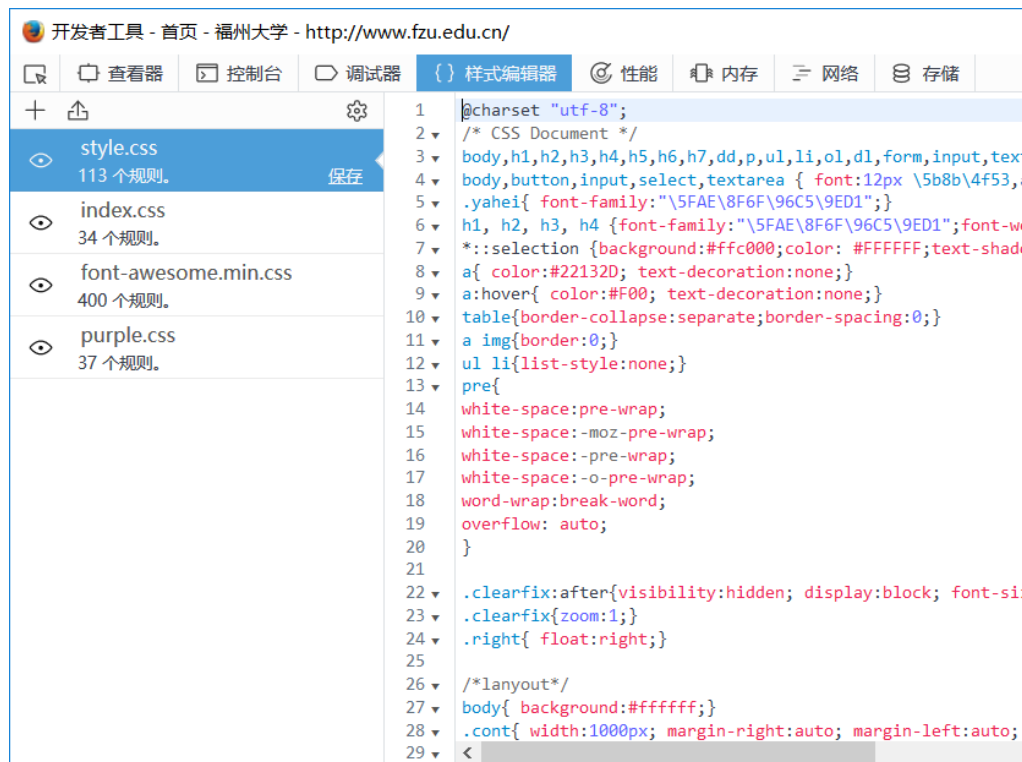 开发者工具 - 首页 - 福州大学 - http://www.fzu.edu.cn/
查看器 控制台 调试器 {} 样式编辑器 性能 内存 网络 存储
style.css
113 个规则。 保存
index.css
34 个规则。
font-awesome.min.css
400 个规则。
purple.css
37 个规则。
1 @charset "utf-8";
2 /* CSS Document */
3 body,h1,h2,h3,h4,h5,h6,h7,dd,p,ul,li,ol,dl,form,input,tex
4 body,button,input,select,textarea { font:12px \5b8b\4f53,
5 .yahei{ font-family:"\5FAE\8F6F\96C5\9ED1";}
6 h1, h2, h3, h4 {font-family:"\5FAE\8F6F\96C5\9ED1";font-w
7 *::selection {background:#ffc000;color: #FFFFFF;text-shad
8 a{ color:#22132D; text-decoration:none;}
9 a:hover{ color:#F00; text-decoration:none;}
10 table{border-collapse:separate;border-spacing:0;}
11 a img{border:0;}
12 ul li{list-style:none;}
13 pre{
14 white-space:pre-wrap;
15 white-space:-moz-pre-wrap;
16 white-space:-pre-wrap;
17 white-space:-o-pre-wrap;
18 word-wrap:break-word;
19 overflow: auto;
20 }
21
22 .clearfix:after{visibility:hidden; display:block; font-si
23 .clearfix{zoom:1;}
24 .right{ float:right;}
25
26 /*lanyout*/
27 body{ background:#ffffff;}
28 .cont{ width:1000px; margin-right:auto; margin-left:auto;
29